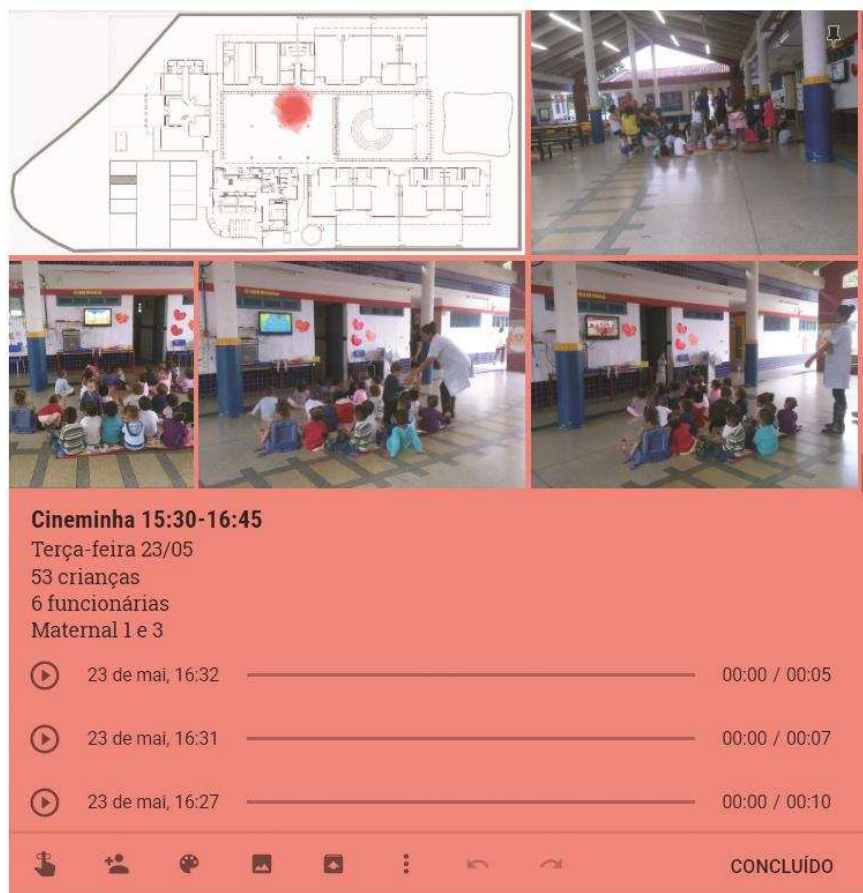 Cineminha 15:30-16:45
Terça-feira 23/05
53 crianças
6 funcionárias
Maternal 1 e 3
23 de mai, 16:32 00:00 / 00:05
23 de mai, 16:31 00:00 / 00:07
23 de mai, 16:27 00:00 / 00:10
CONCLUÍDO